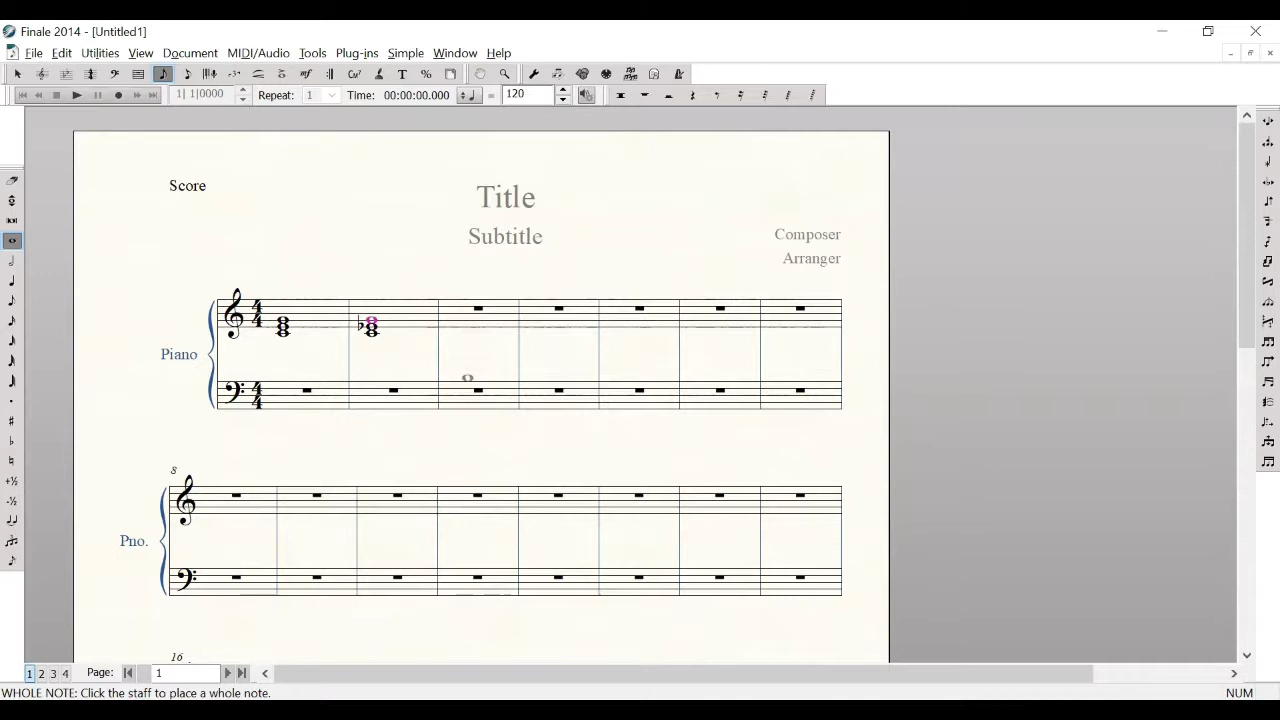 Finale 2014 - [Untitled1]
File Edit Utilities View Document MIDI/Audio Tools Plug-ins Simple Window Help
1| 1|0000 Repeat: 1 Time: 00:00:00.000 = 120
Score
Title
Subtitle
Composer
Arranger
Piano
8
Pno.
16
1 2 3 4 Page: 1
WHOLE NOTE: Click the staff to place a whole note. NUM